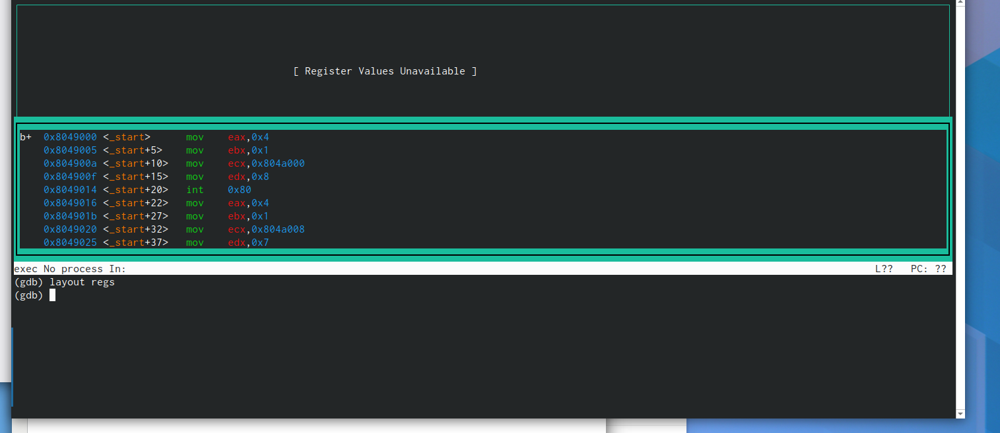 [ Register Values Unavailable ]
b+ 0x8049000 <_start> mov eax,0x4
0x8049005 <_start+5> mov ebx,0x1
0x804900a <_start+10> mov ecx,0x804a000
0x804900f <_start+15> mov edx,0x8
0x8049014 <_start+20> int 0x80
0x8049016 <_start+22> mov eax,0x4
0x804901b <_start+27> mov ebx,0x1
0x8049020 <_start+32> mov ecx,0x804a008
0x8049025 <_start+37> mov edx,0x7
exec No process In: L?? PC: ??
(gdb) layout regs
(gdb)